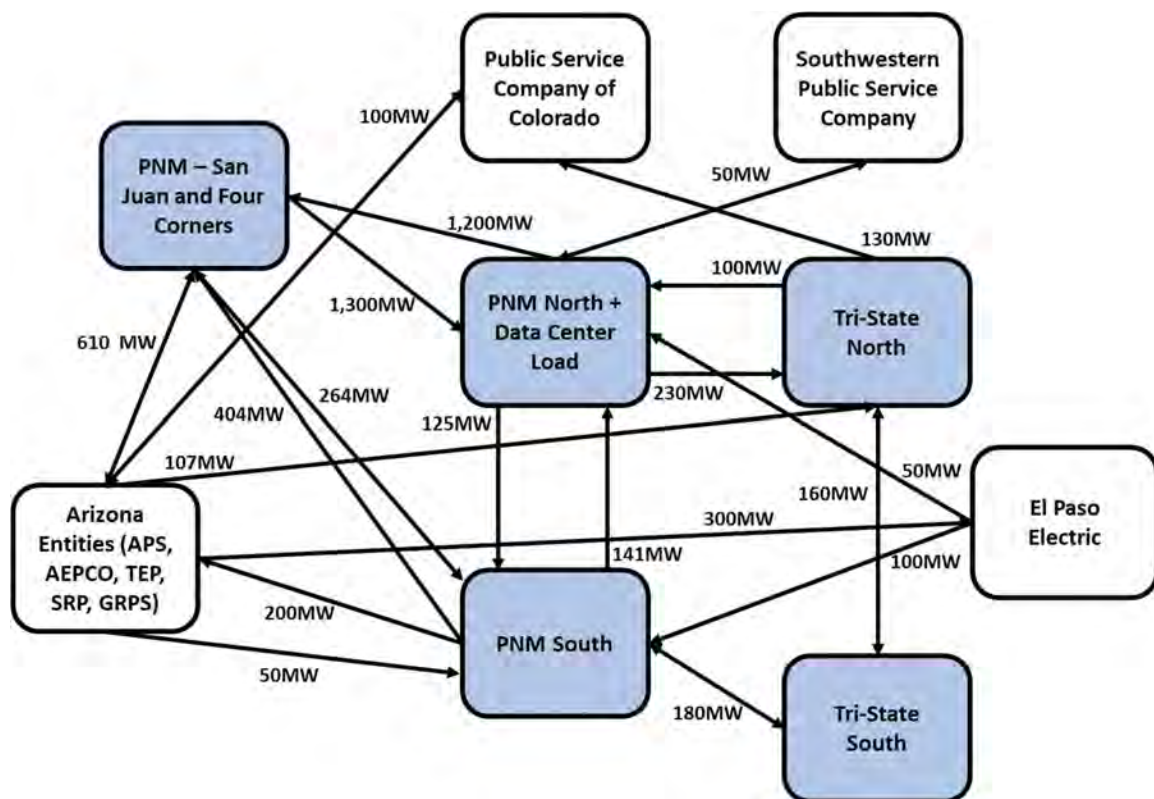 Public Service
Company of
Colorado
Southwestern
Public Service
Company
100MW
PNM – San
Juan and Four
Corners
50MW
1,200MW
130MW
100MW
PNM North +
Data Center
Load
Tri-State
North
1,300MW
610 MW
264MW
230MW
404MW
125MW
107MW
50MW
160MW
Arizona
Entities (APS,
AEPCO, TEP,
SRP, GRPS)
300MW
El Paso
Electric
141MW
100MW
200MW
PNM South
50MW
180MW
Tri-State
South